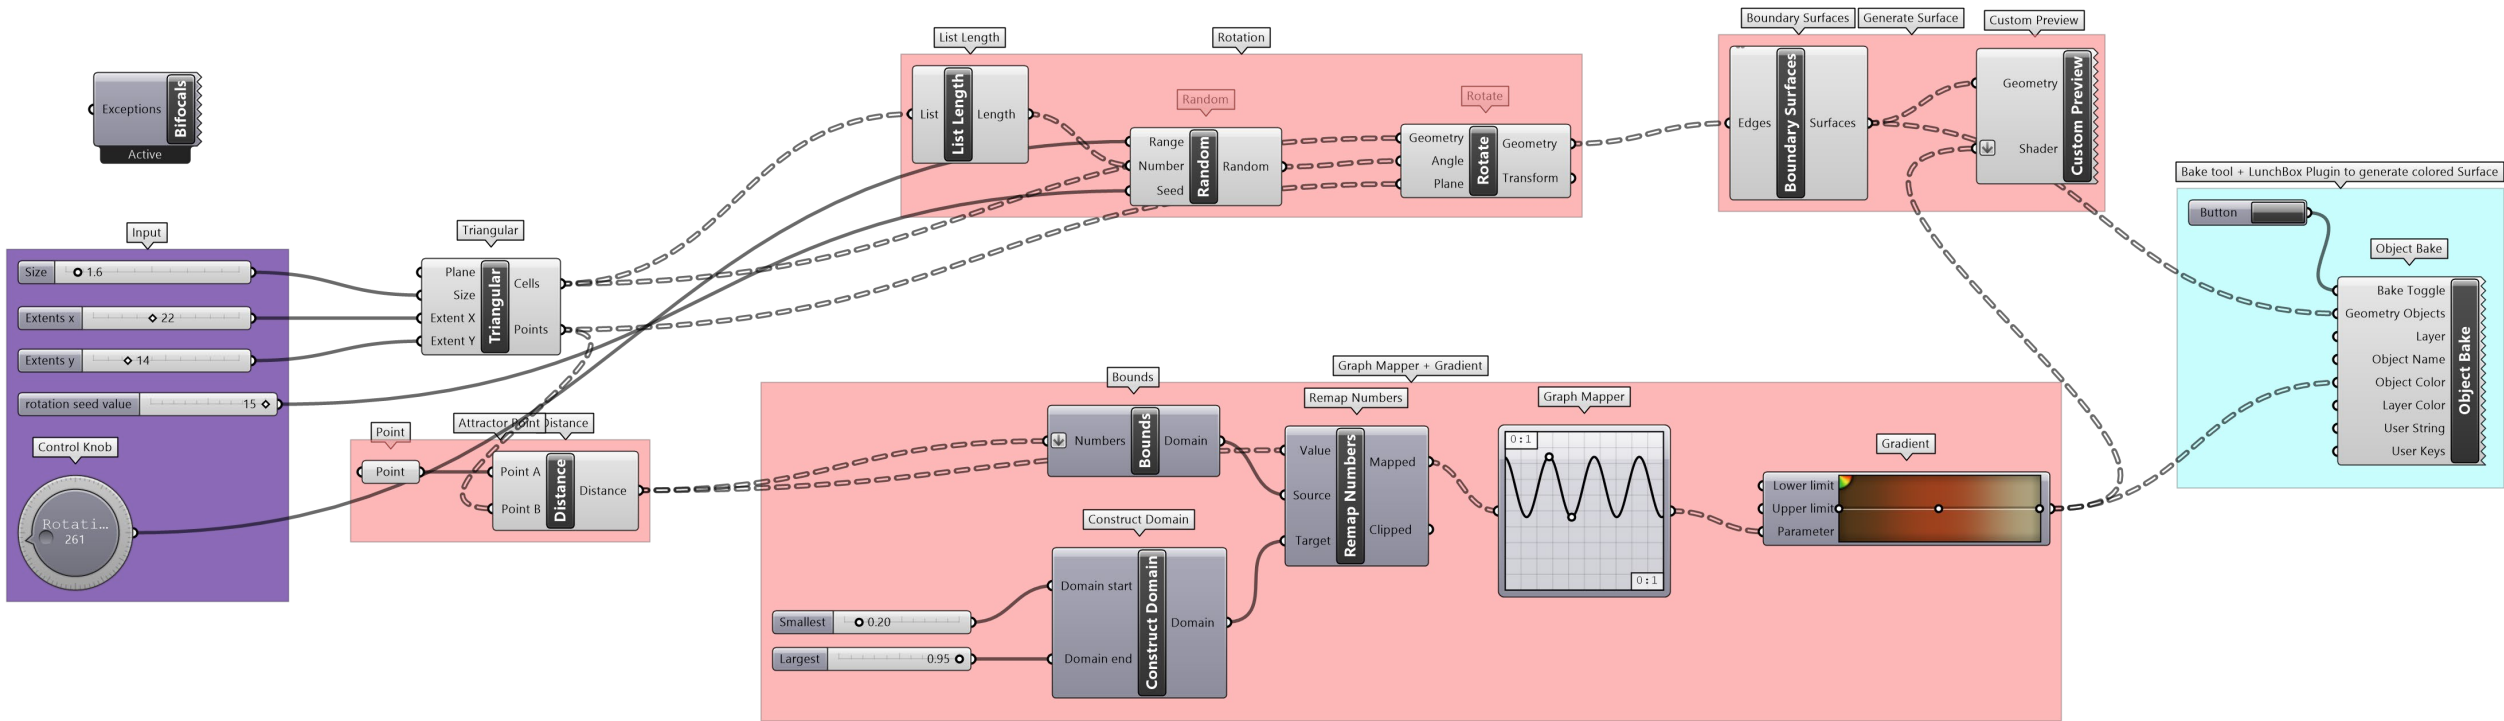 Exceptions
Bifocals
Active
Input
Size
1.6
Extents x
22
Extents y
14
rotation seed value
15
Control Knob
Rotati...
261
Triangular
Plane
Size
Extent X
Extent Y
Triangular
Cells
Points
Point
Point
Attractor Point
Distance
Point A
Point B
Distance
Distance
List Length
List
List Length
Length
Rotation
Random
Range
Number
Seed
Random
Random
Rotate
Geometry
Angle
Plane
Rotate
Geometry
Transform
Boundary Surfaces
Generate Surface
Custom Preview
Edges
Boundary Surfaces
Surfaces
Geometry
Shader
Custom Preview
Graph Mapper + Gradient
Bounds
Numbers
Bounds
Domain
Construct Domain
Domain start
Domain end
Construct Domain
Domain
Smallest
0.20
Largest
0.95
Remap Numbers
Value
Source
Target
Remap Numbers
Mapped
Clipped
Graph Mapper
0:1
0:1
Gradient
Lower limit
Upper limit
Parameter
Bake tool + LunchBox Plugin to generate colored Surface
Button
Object Bake
Bake Toggle
Geometry Objects
Layer
Object Name
Object Color
Layer Color
User String
User Keys
Object Bake